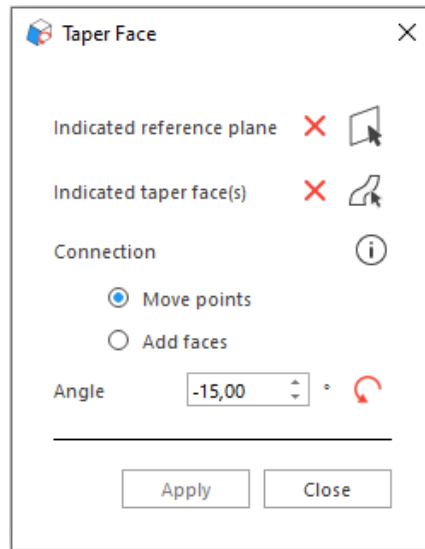 Taper Face
Indicated reference plane
Indicated taper face(s)
Connection
Move points
Add faces
Angle -15,00 °
Apply Close